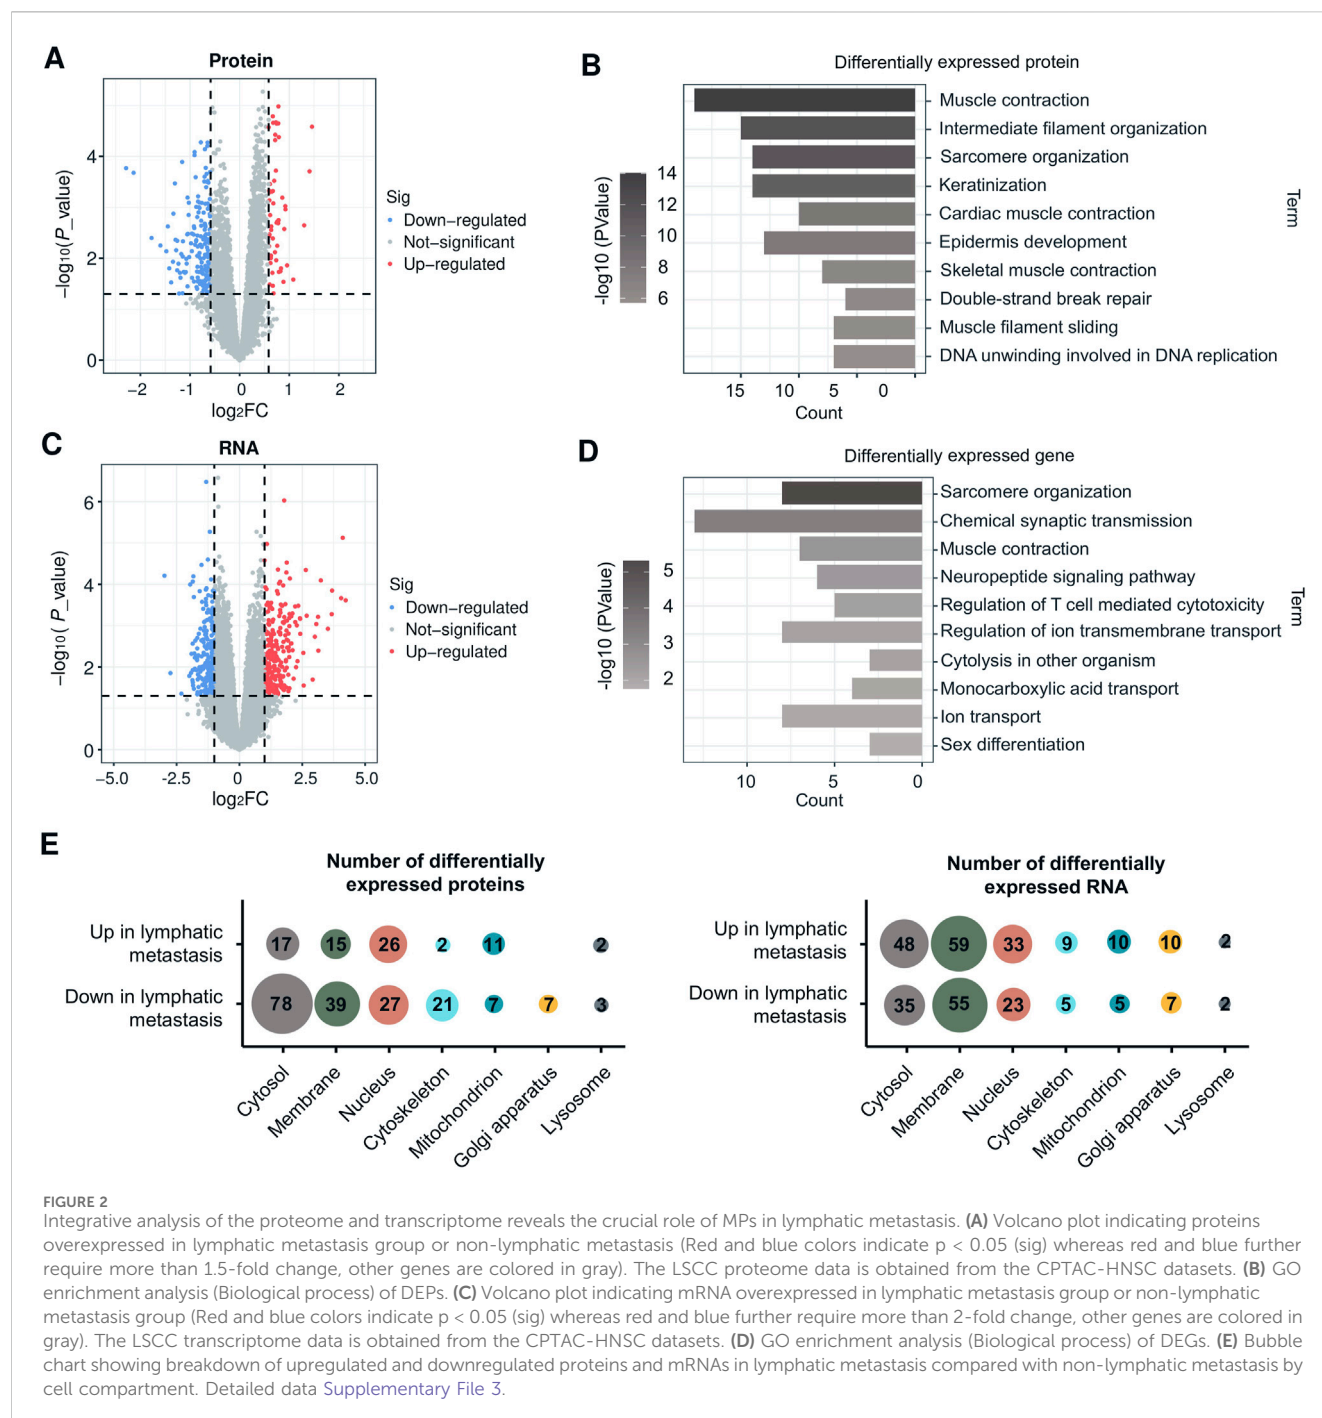 A
Protein
−log10(P_value)
4
2
0
−2
-1
0
1
2
log2FC
Sig
Down−regulated
Not−significant
Up−regulated
B
Differentially expressed protein
Muscle contraction
Intermediate filament organization
Sarcomere organization
Keratinization
Cardiac muscle contraction
Epidermis development
Skeletal muscle contraction
Double-strand break repair
Muscle filament sliding
DNA unwinding involved in DNA replication
Term
-log10 (PValue)
14
12
10
8
6
15 10 5 0
Count
C
RNA
−log10( P_value)
6
4
2
0
−5.0
-2.5
0
2.5
5.0
log2FC
Sig
Down−regulated
Not−significant
Up−regulated
D
Differentially expressed gene
Sarcomere organization
Chemical synaptic transmission
Muscle contraction
Neuropeptide signaling pathway
Regulation of T cell mediated cytotoxicity
Regulation of ion transmembrane transport
Cytolysis in other organism
Monocarboxylic acid transport
Ion transport
Sex differentiation
Term
-log10 (PValue)
5
4
3
2
10 5 0
Count
E
Number of differentially
expressed proteins
Up in lymphatic
metastasis
17 15 26 2 11 2
Down in lymphatic
metastasis
78 39 27 21 7 7 3
Cytosol
Membrane
Nucleus
Cytoskeleton
Mitochondrion
Golgi apparatus
Lysosome
Number of differentially
expressed RNA
Up in lymphatic
metastasis
48 59 33 9 10 10 2
Down in lymphatic
metastasis
35 55 23 5 5 7 2
Cytosol
Membrane
Nucleus
Cytoskeleton
Mitochondrion
Golgi apparatus
Lysosome
FIGURE 2
Integrative analysis of the proteome and transcriptome reveals the crucial role of MPs in lymphatic metastasis. (A) Volcano plot indicating proteins
overexpressed in lymphatic metastasis group or non-lymphatic metastasis (Red and blue colors indicate p < 0.05 (sig) whereas red and blue further
require more than 1.5-fold change, other genes are colored in gray). The LSCC proteome data is obtained from the CPTAC-HNSC datasets. (B) GO
enrichment analysis (Biological process) of DEPs. (C) Volcano plot indicating mRNA overexpressed in lymphatic metastasis group or non-lymphatic
metastasis group (Red and blue colors indicate p < 0.05 (sig) whereas red and blue further require more than 2-fold change, other genes are colored in
gray). The LSCC transcriptome data is obtained from the CPTAC-HNSC datasets. (D) GO enrichment analysis (Biological process) of DEGs. (E) Bubble
chart showing breakdown of upregulated and downregulated proteins and mRNAs in lymphatic metastasis compared with non-lymphatic metastasis by
cell compartment. Detailed data Supplementary File 3.